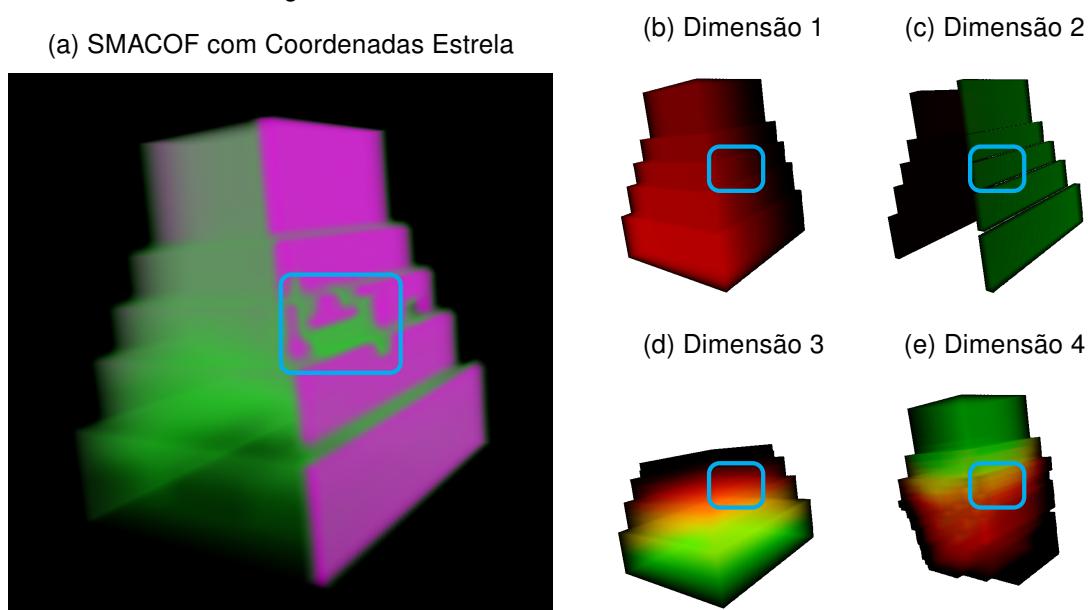 (a) SMACOF com Coordenadas Estrela
(b) Dimensão 1
(c) Dimensão 2
(d) Dimensão 3
(e) Dimensão 4